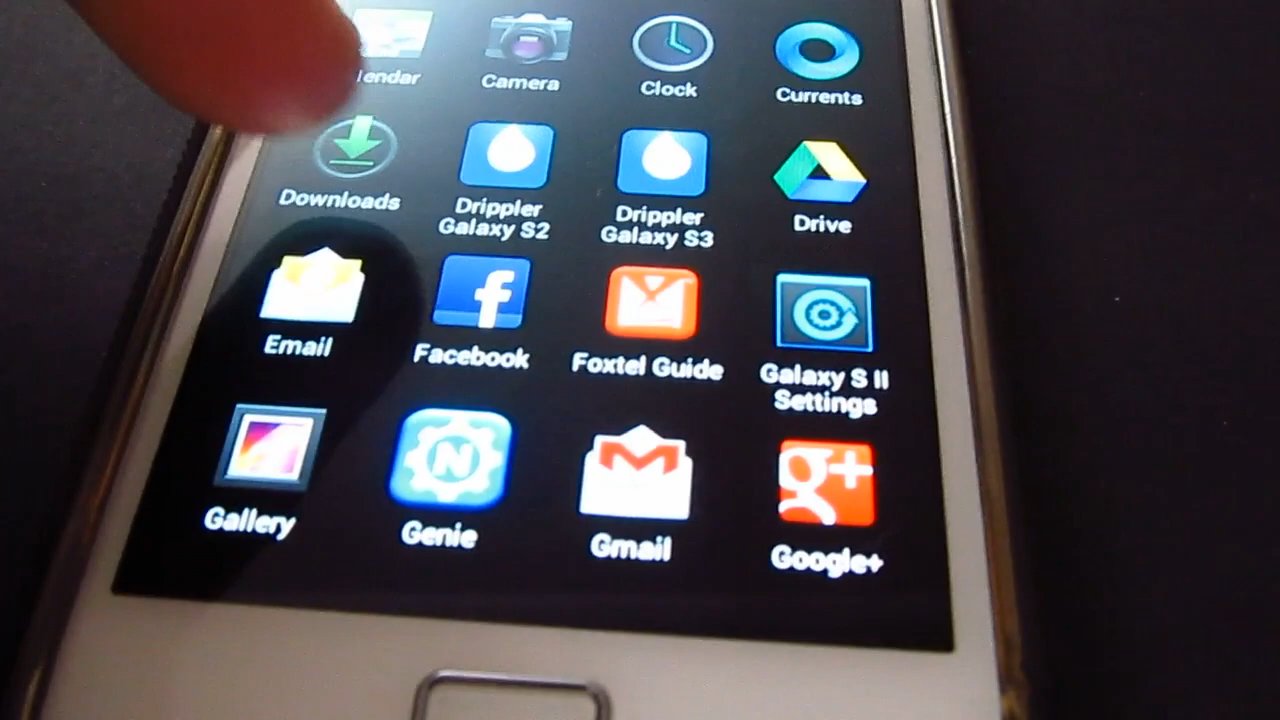 lendar
Camera
Clock
Currents
Downloads
Drippler
Galaxy S2
Drippler
Galaxy S3
Drive
Email
Facebook
Foxtel Guide
Galaxy S II
Settings
N
Gallery
Genie
Gmail
g+
Google+